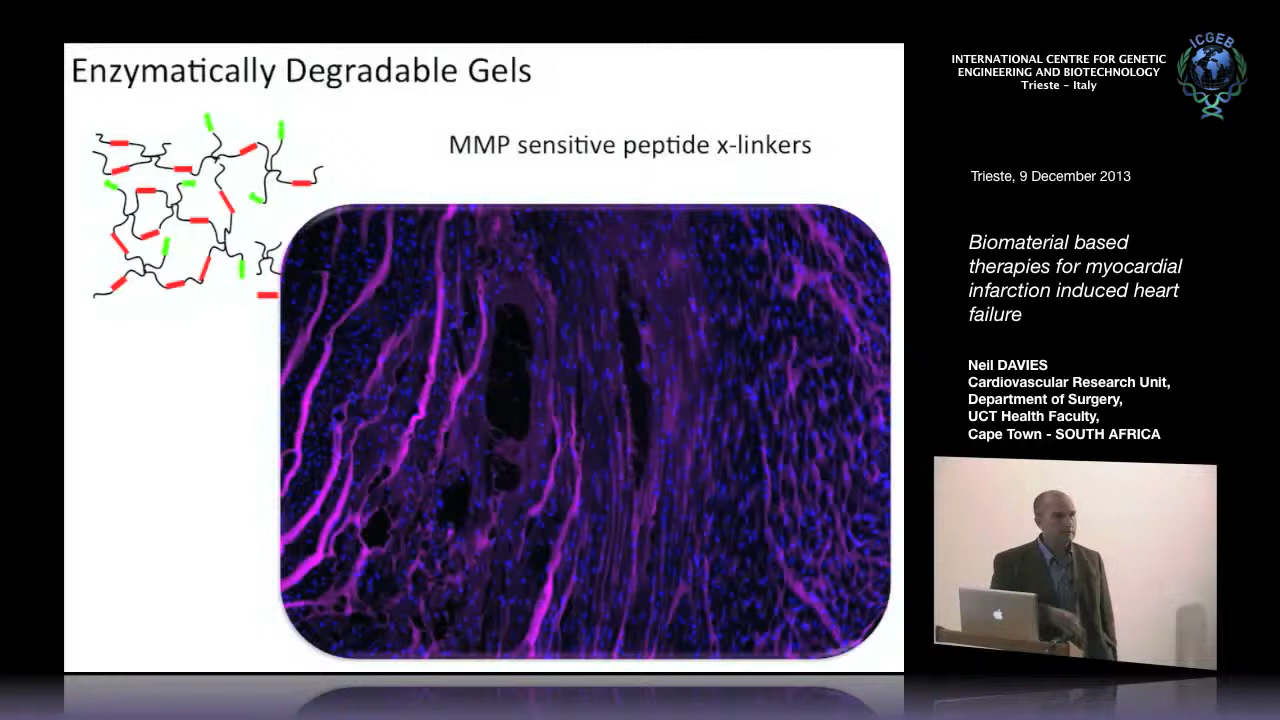 Enzymatically Degradable Gels
MMP sensitive peptide x-linkers
ICGEB
INTERNATIONAL CENTRE FOR GENETIC
ENGINEERING AND BIOTECHNOLOGY
Trieste - Italy
Trieste, 9 December 2013
Biomaterial based
therapies for myocardial
infarction induced heart
failure
Neil DAVIES
Cardiovascular Research Unit,
Department of Surgery,
UCT Health Faculty,
Cape Town - SOUTH AFRICA